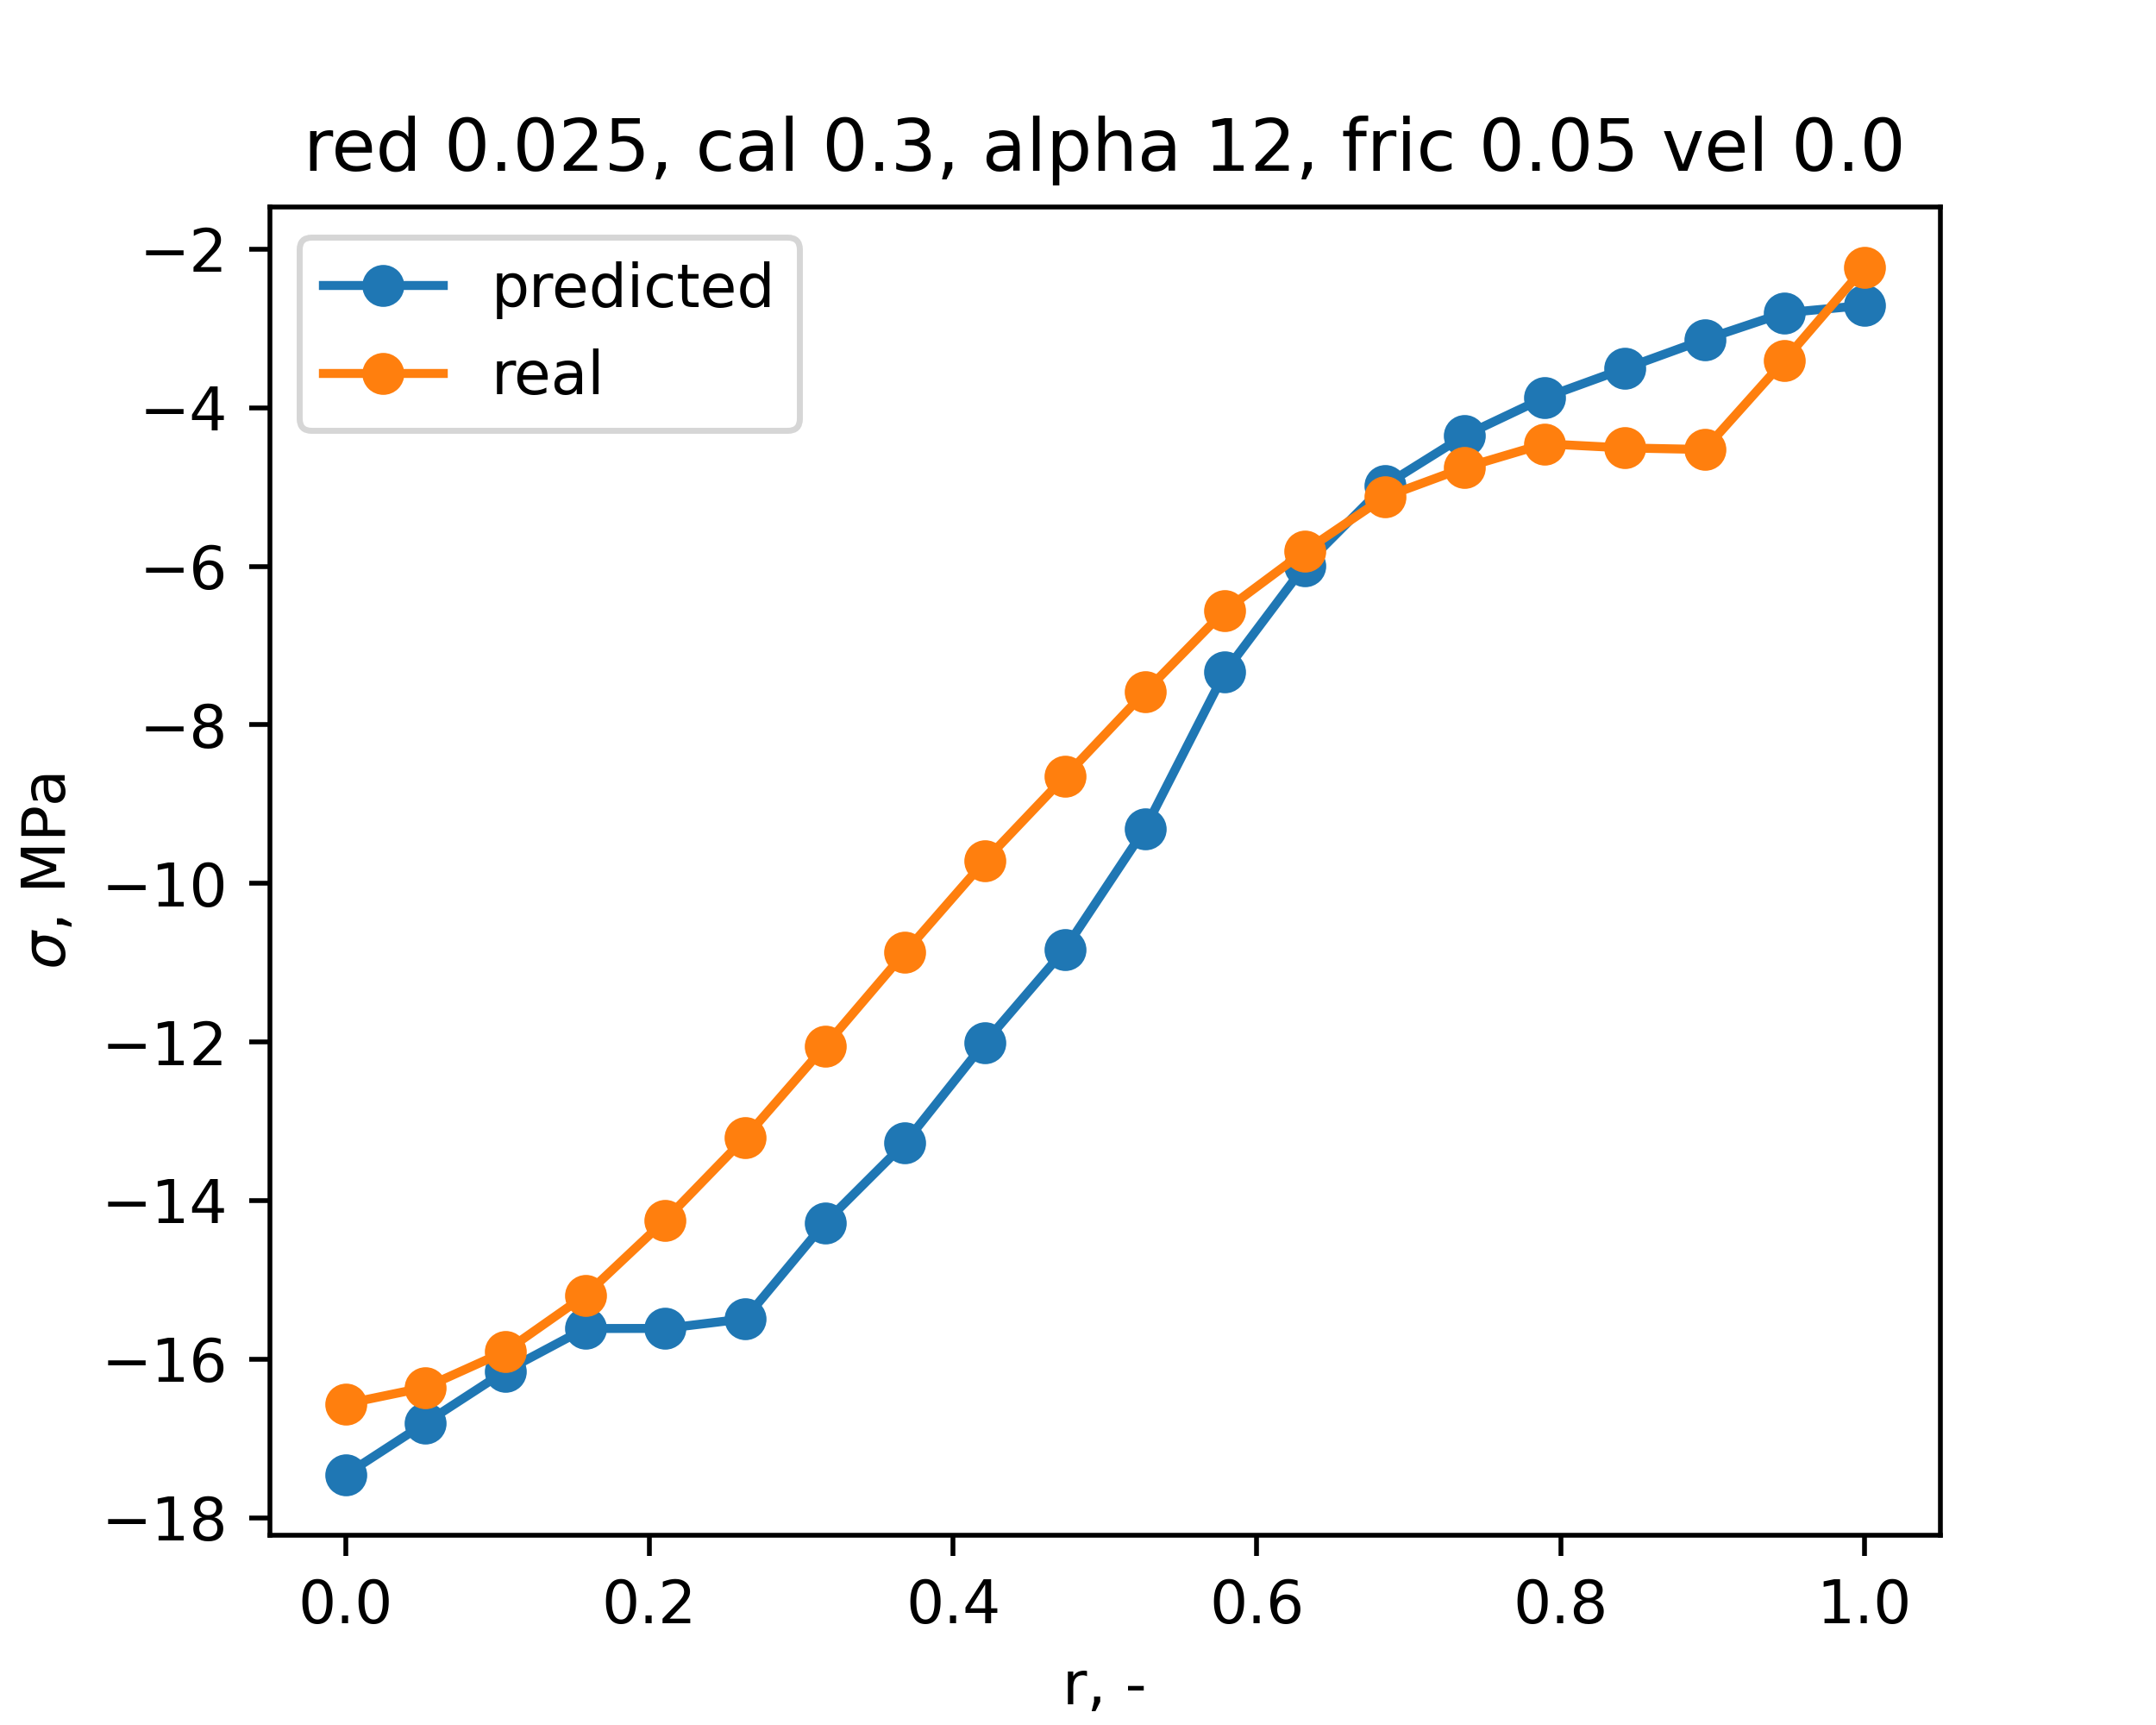 red 0.025, cal 0.3, alpha 12, fric 0.05 vel 0.0
predicted
real
−2
−4
−6
−8
−10
−12
−14
−16
−18
σ, MPa
0.0 0.2 0.4 0.6 0.8 1.0
r, -